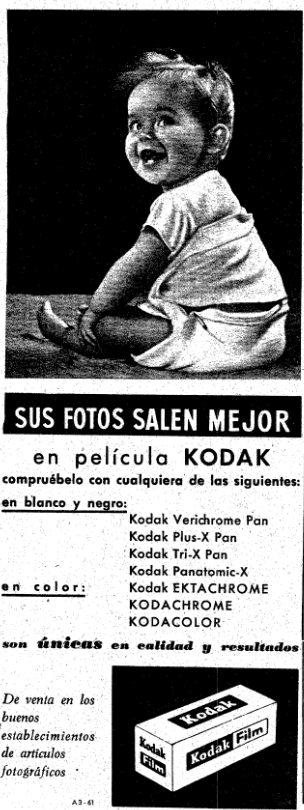 SUS FOTOS SALEN MEJOR
en película KODAK
compruébelo con cualquiera de las siguientes:
en blanco y negro:
Kodak Verichrome Pan
Kodak Plus-X Pan
Kodak Tri-X Pan
Kodak Panatomic-X
en color: Kodak EKTACHROME
KODACHROME
KODACOLOR
son únicas en calidad y resultados
De venta en los
buenos
establecimientos
de artículos
fotográficos
A3-61
Kodak
Kodak Film
Kodak Film